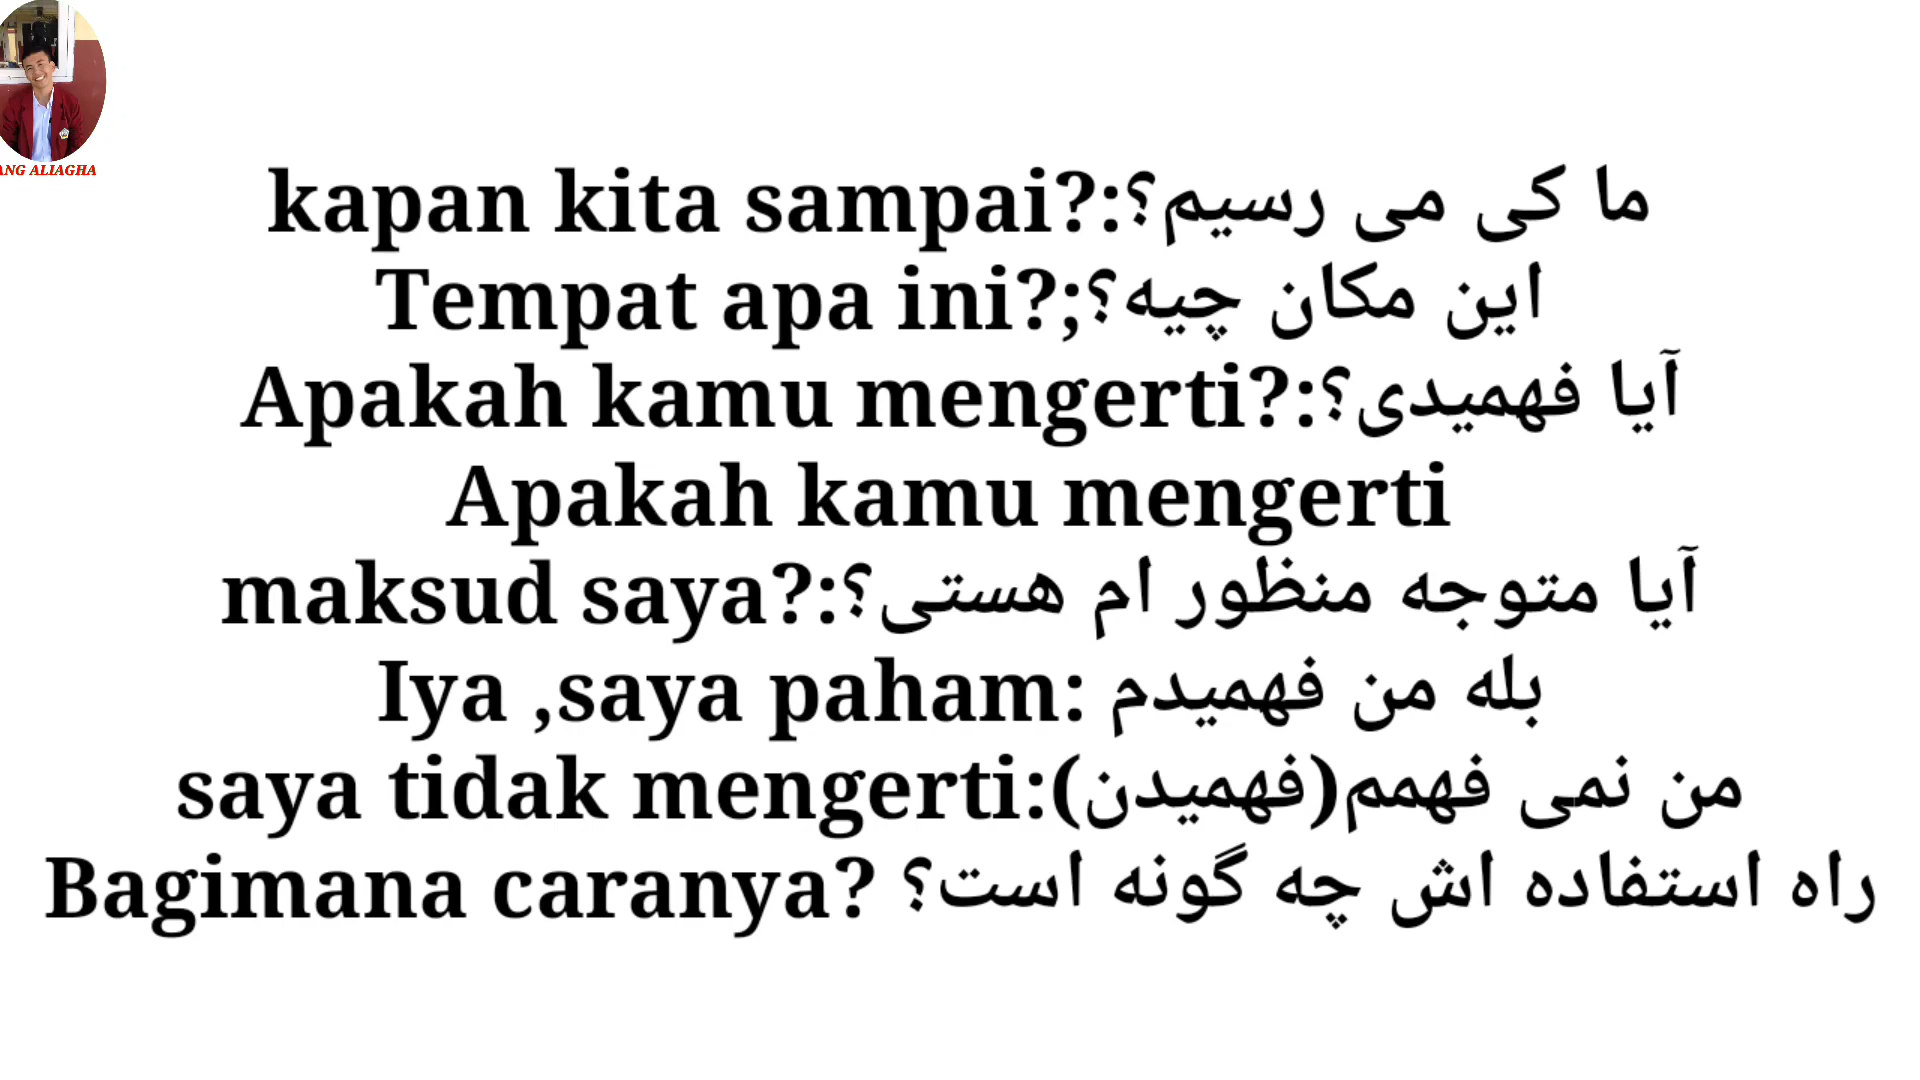 ANG ALIAGHA
kapan kita sampai?:ما کی می رسیم؟
Tempat apa ini?;این مکان چیه؟
Apakah kamu mengerti?:آیا فهمیدی؟
Apakah kamu mengerti
maksud saya?:آیا متوجه منظور ام هستی؟
Iya ,saya paham: بله من فهمیدم
saya tidak mengerti:من نمی فهمم(فهمیدن)
Bagimana caranya? راه استفاده اش چه گونه است؟